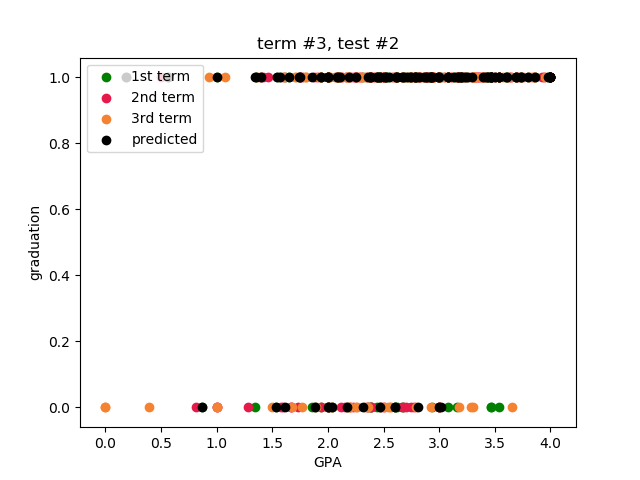 term #3, test #2
1st term
2nd term
3rd term
predicted
graduation
1.0
0.8
0.6
0.4
0.2
0.0
0.0 0.5 1.0 1.5 2.0 2.5 3.0 3.5 4.0
GPA